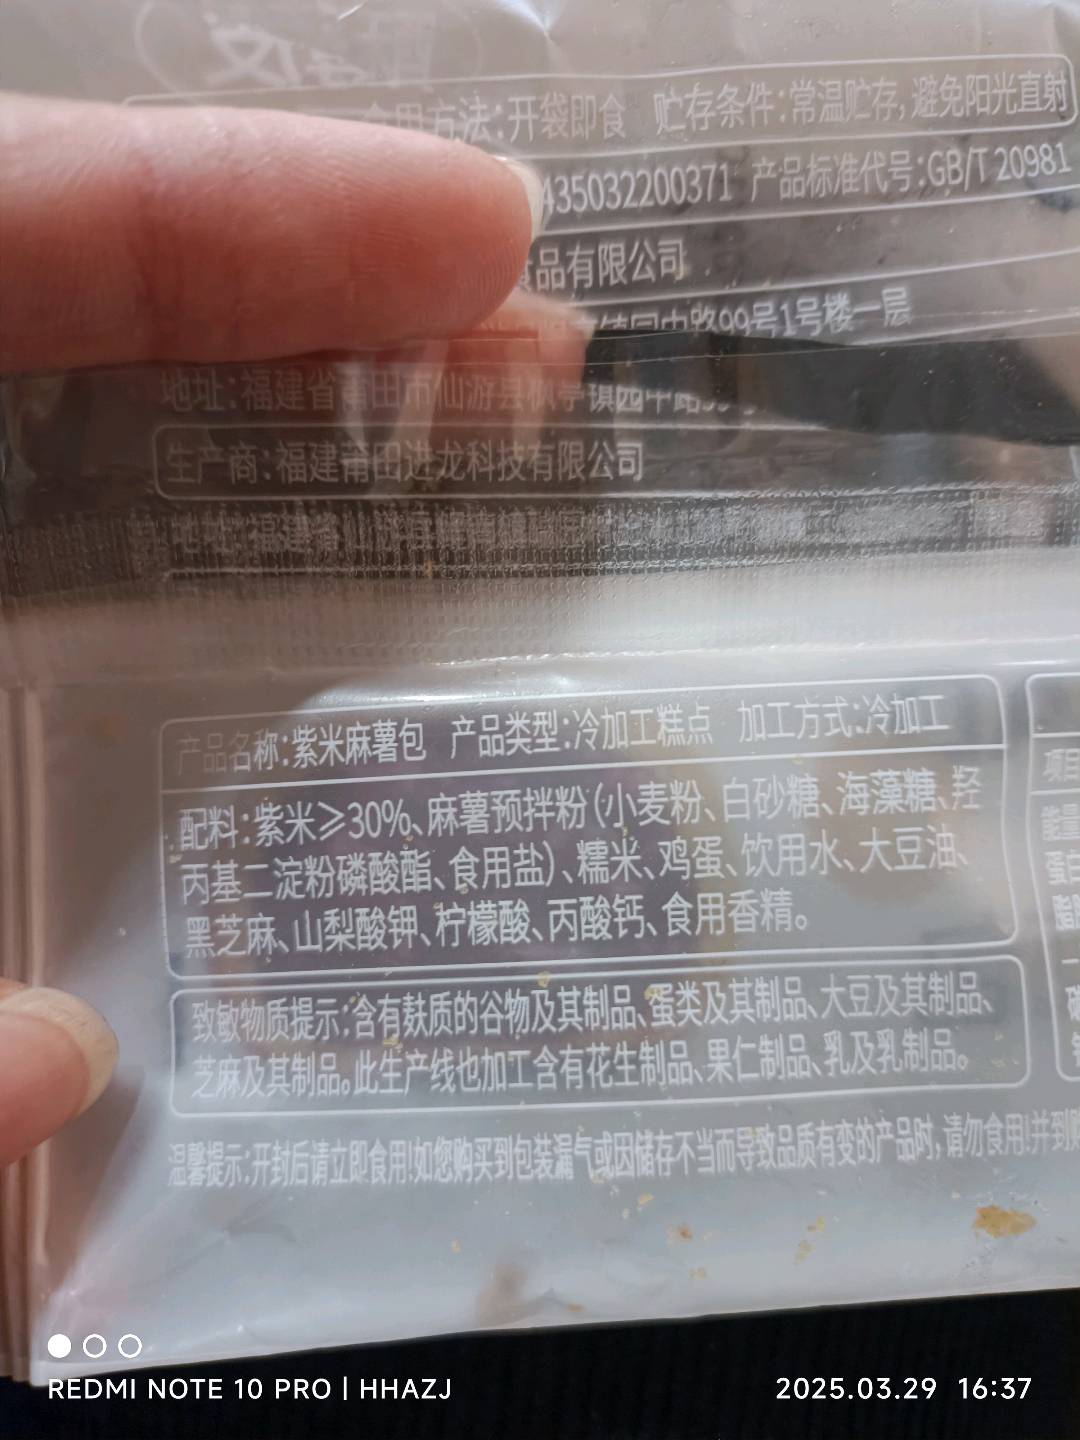 食用方法:开袋即食 贮存条件:常温贮存,避免阳光直射
435032200371 产品标准代号:GB/T 20981
食品有限公司
99号1号楼一层
地址:福建省莆田市仙游县枫亭镇园中路
生产商:福建莆田进龙科技有限公司
产品名称:紫米麻薯包 产品类型:冷加工糕点 加工方式:冷加工
配料:紫米≥30%、麻薯预拌粉(小麦粉、白砂糖、海藻糖、羟
丙基二淀粉磷酸酯、食用盐)、糯米、鸡蛋、饮用水、大豆油、
黑芝麻、山梨酸钾、柠檬酸、丙酸钙、食用香精。
致敏物质提示:含有麸质的谷物及其制品、蛋类及其制品、大豆及其制品、
芝麻及其制品。此生产线也加工含有花生制品、果仁制品、乳及乳制品。
温馨提示:开封后请立即食用!如您购买到包装漏气或因储存不当而导致品质有变的产品时,请勿食用!并到购
项目
能量
蛋白
脂肪
REDMI NOTE 10 PRO | HHAZJ
2025.03.29 16:37